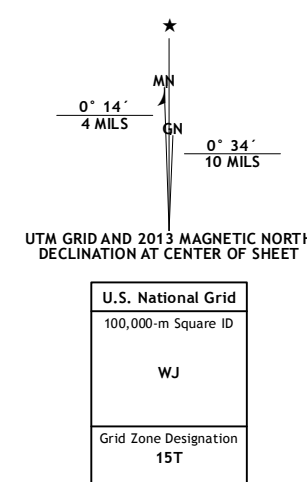 MN
0° 14´
4 MILS
GN
0° 34´
10 MILS
UTM GRID AND 2013 MAGNETIC NORTH
DECLINATION AT CENTER OF SHEET
U.S. National Grid
100,000-m Square ID
WJ
Grid Zone Designation
15T